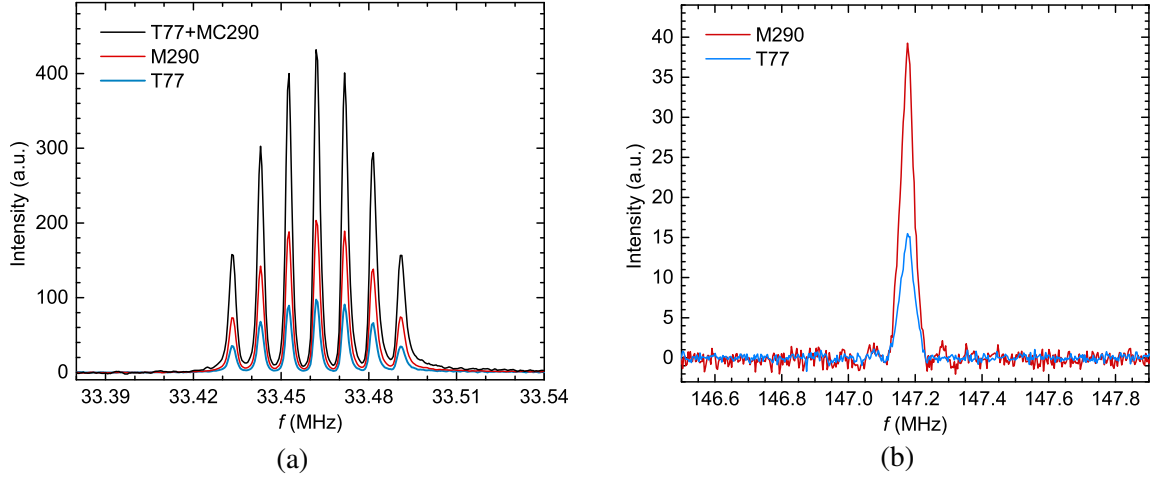 T77+MC290
M290
T77
Intensity (a.u.)
400
300
200
100
0
33.39 33.42 33.45 33.48 33.51 33.54
f (MHz)
(a)
M290
T77
Intensity (a.u.)
40
35
30
25
20
15
10
5
0
146.6 146.8 147.0 147.2 147.4 147.6 147.8
f (MHz)
(b)